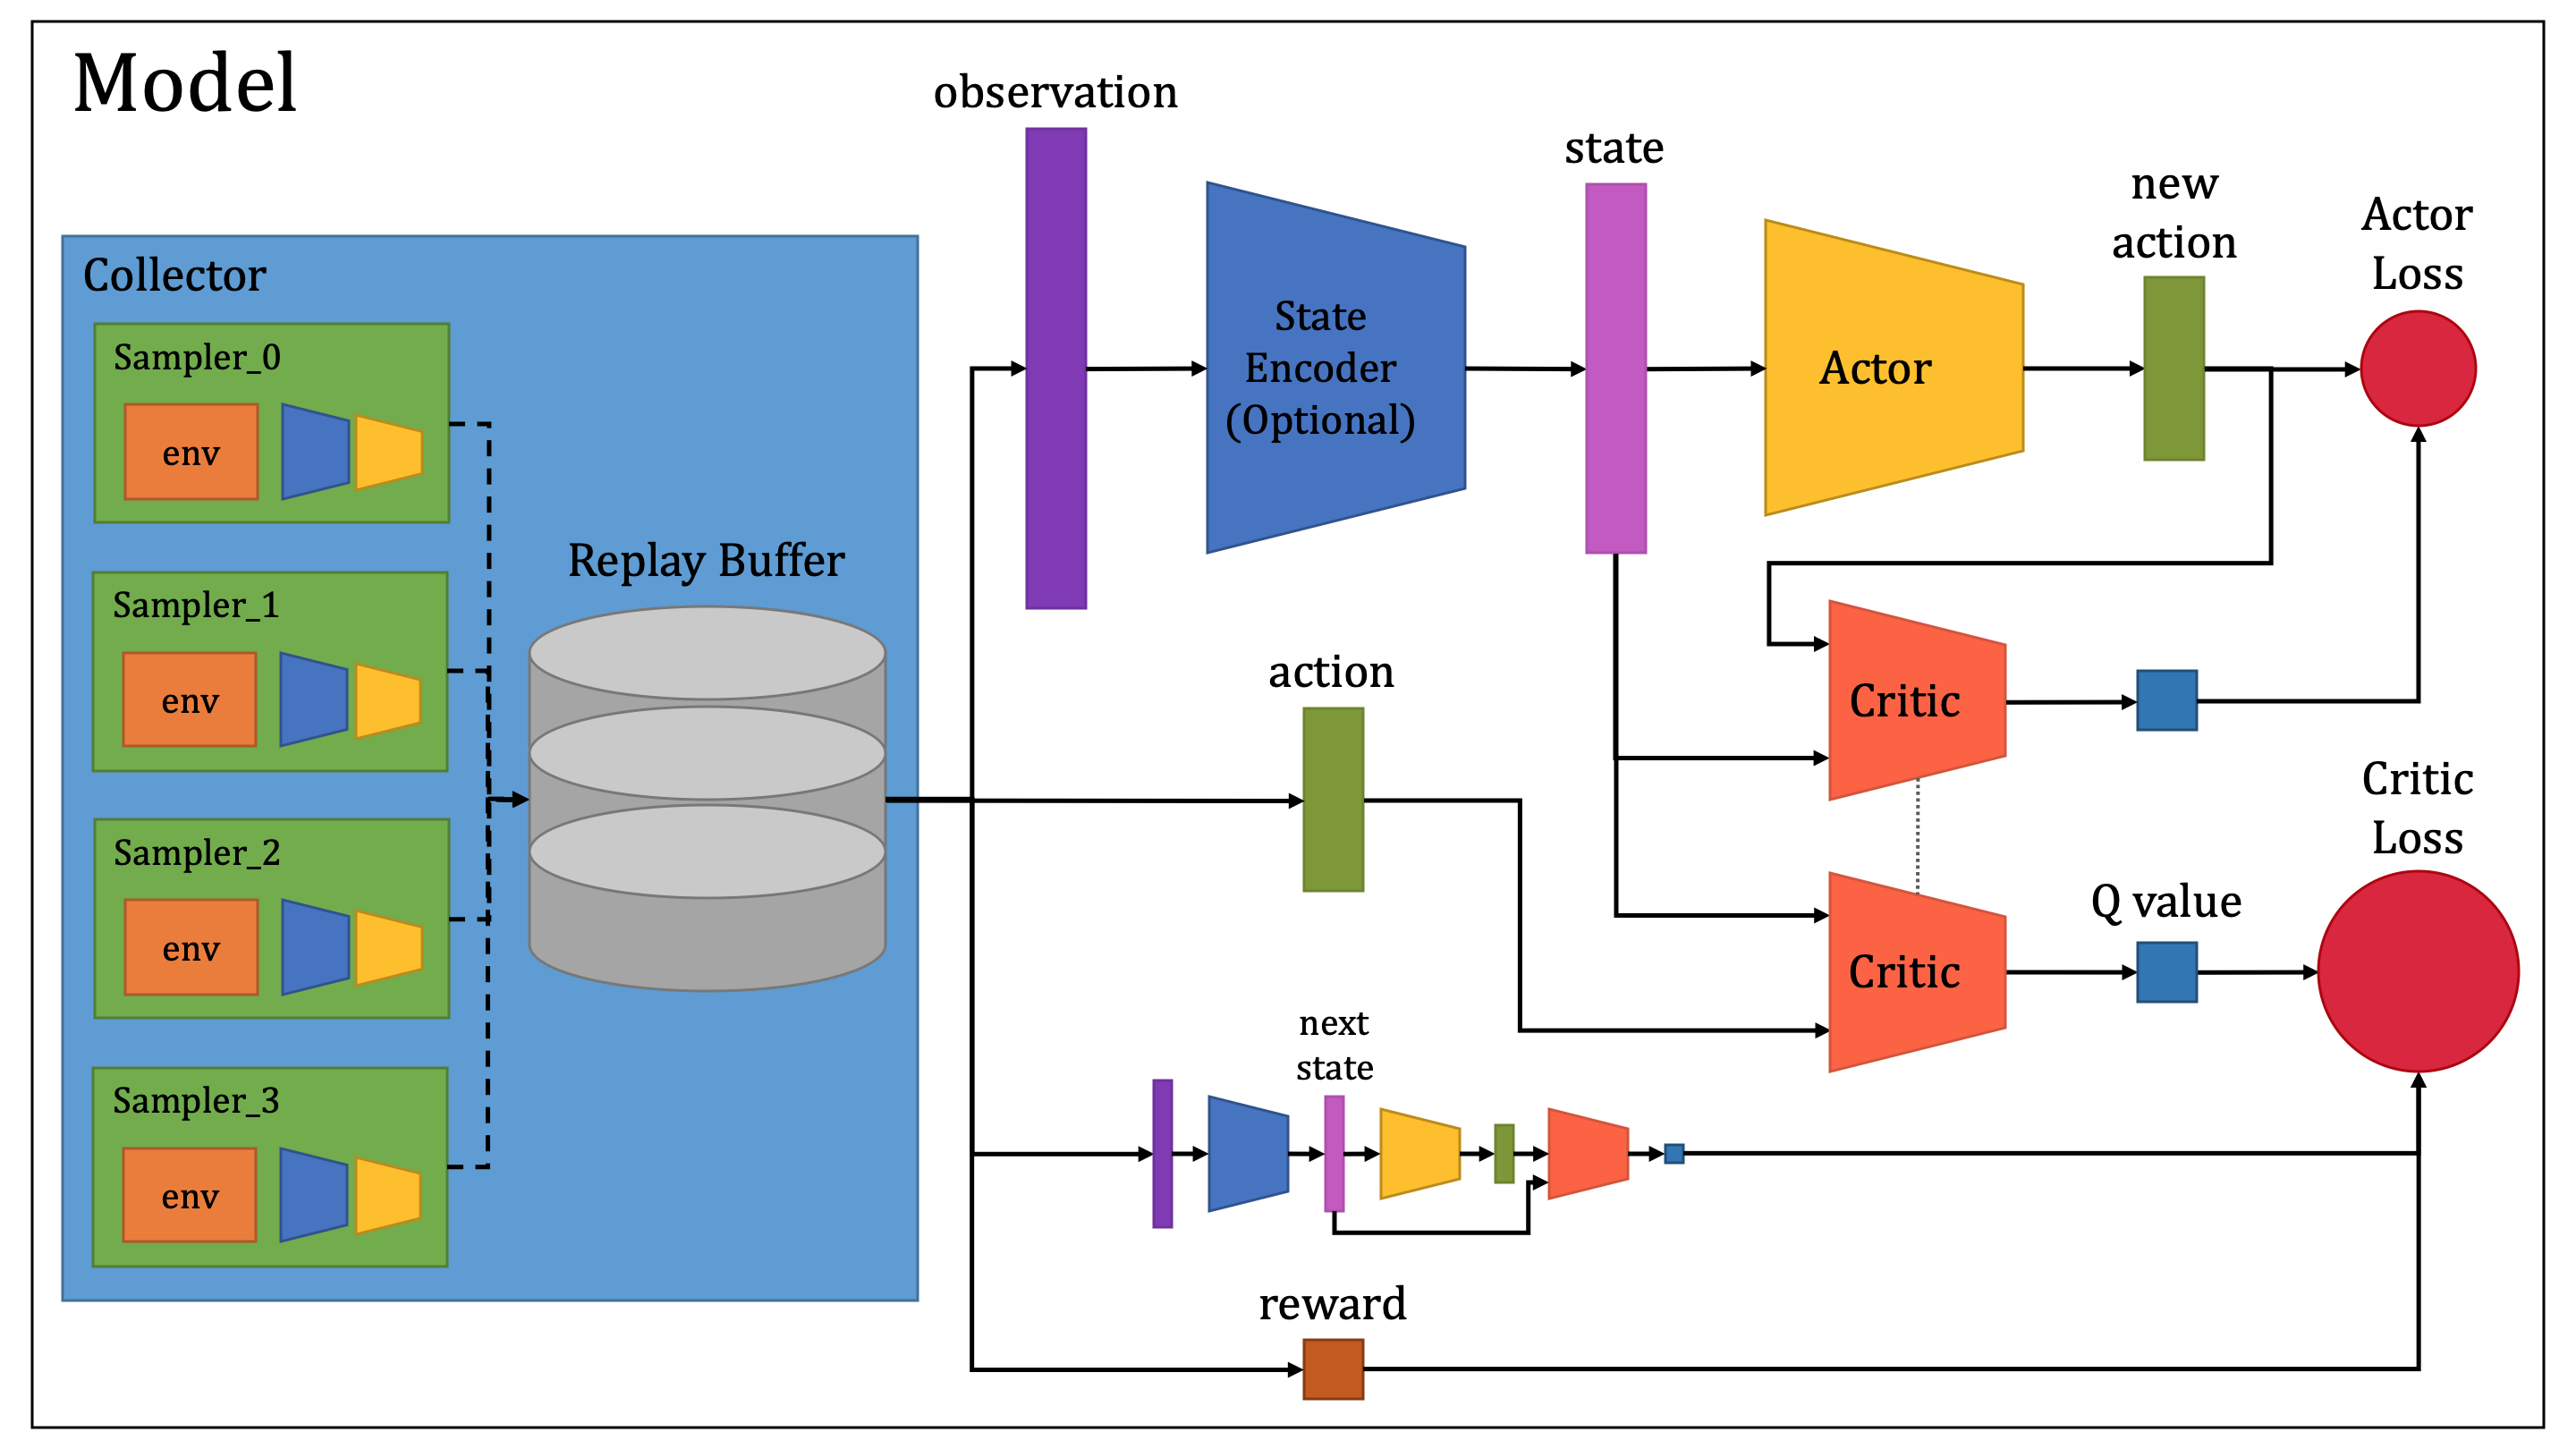 Model
Collector
Sampler_0
env
Sampler_1
env
Sampler_2
env
Sampler_3
env
Replay Buffer
observation
State
Encoder
(Optional)
state
Actor
new
action
Actor
Loss
action
Critic
Critic
Q value
Critic
Loss
next
state
reward